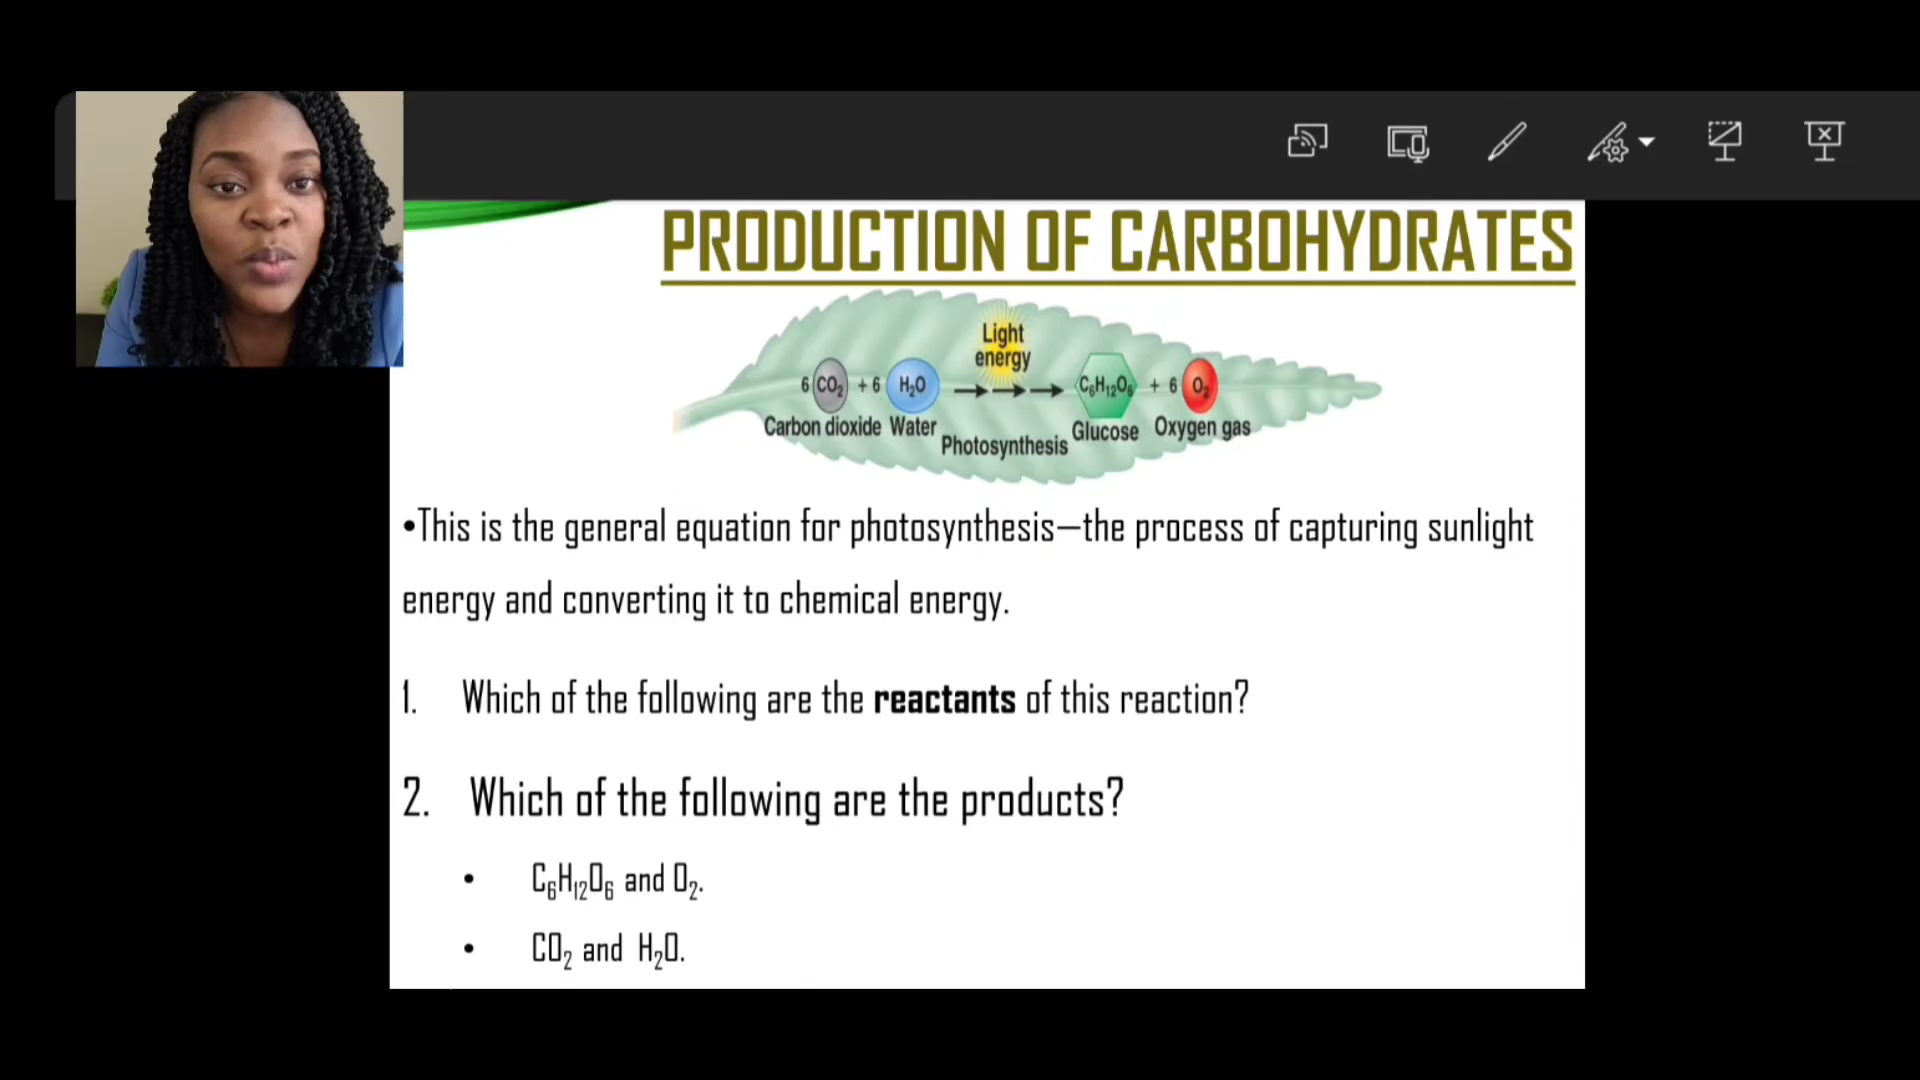 PRODUCTION OF CARBOHYDRATES
Light
energy
6 CO₂ + 6 H₂O C₆H₁₂O₆ + 6 O₂
Carbon dioxide Water Photosynthesis Glucose Oxygen gas
•This is the general equation for photosynthesis—the process of capturing sunlight
energy and converting it to chemical energy.
1. Which of the following are the reactants of this reaction?
2. Which of the following are the products?
• C₆H₁₂O₆ and O₂.
• CO₂ and H₂O.